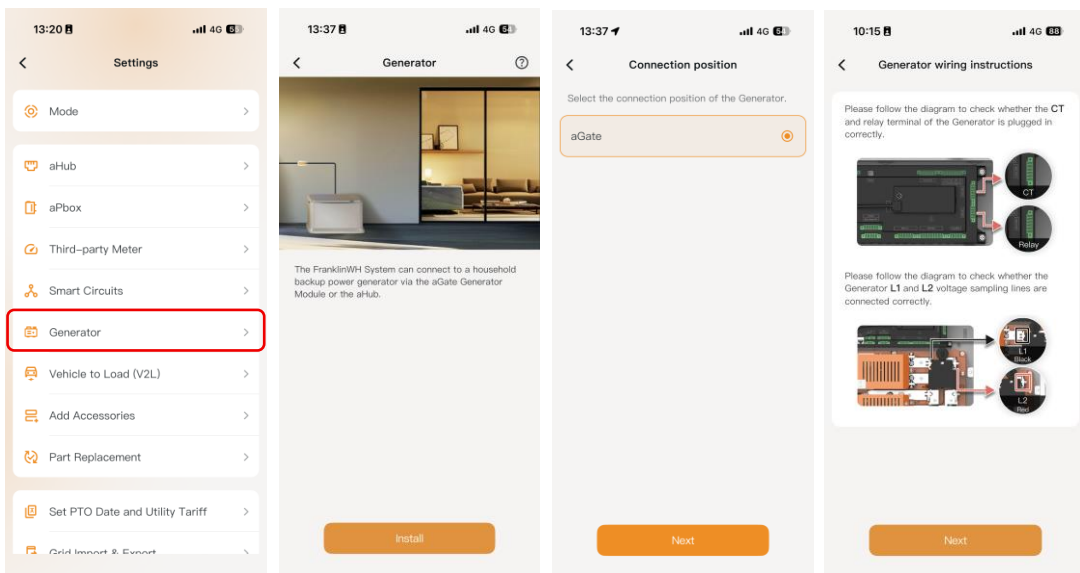 13:20
4G 53
Settings
Mode
aHub
aPbox
Third-party Meter
Smart Circuits
Generator
Vehicle to Load (V2L)
Add Accessories
Part Replacement
Set PTO Date and Utility Tariff
Grid Import & Export
13:37
4G
Generator
?
The FranklinWH System can connect to a household
backup power generator via the aGate Generator
Module or the aHub.
Install
13:37
4G
Connection position
Select the connection position of the Generator.
aGate
Next
10:15
4G 88
Generator wiring instructions
Please follow the diagram to check whether the CT
and relay terminal of the Generator is plugged in
correctly.
CT
Relay
Please follow the diagram to check whether the
Generator L1 and L2 voltage sampling lines are
connected correctly.
L1
Black
L2
Red
Next